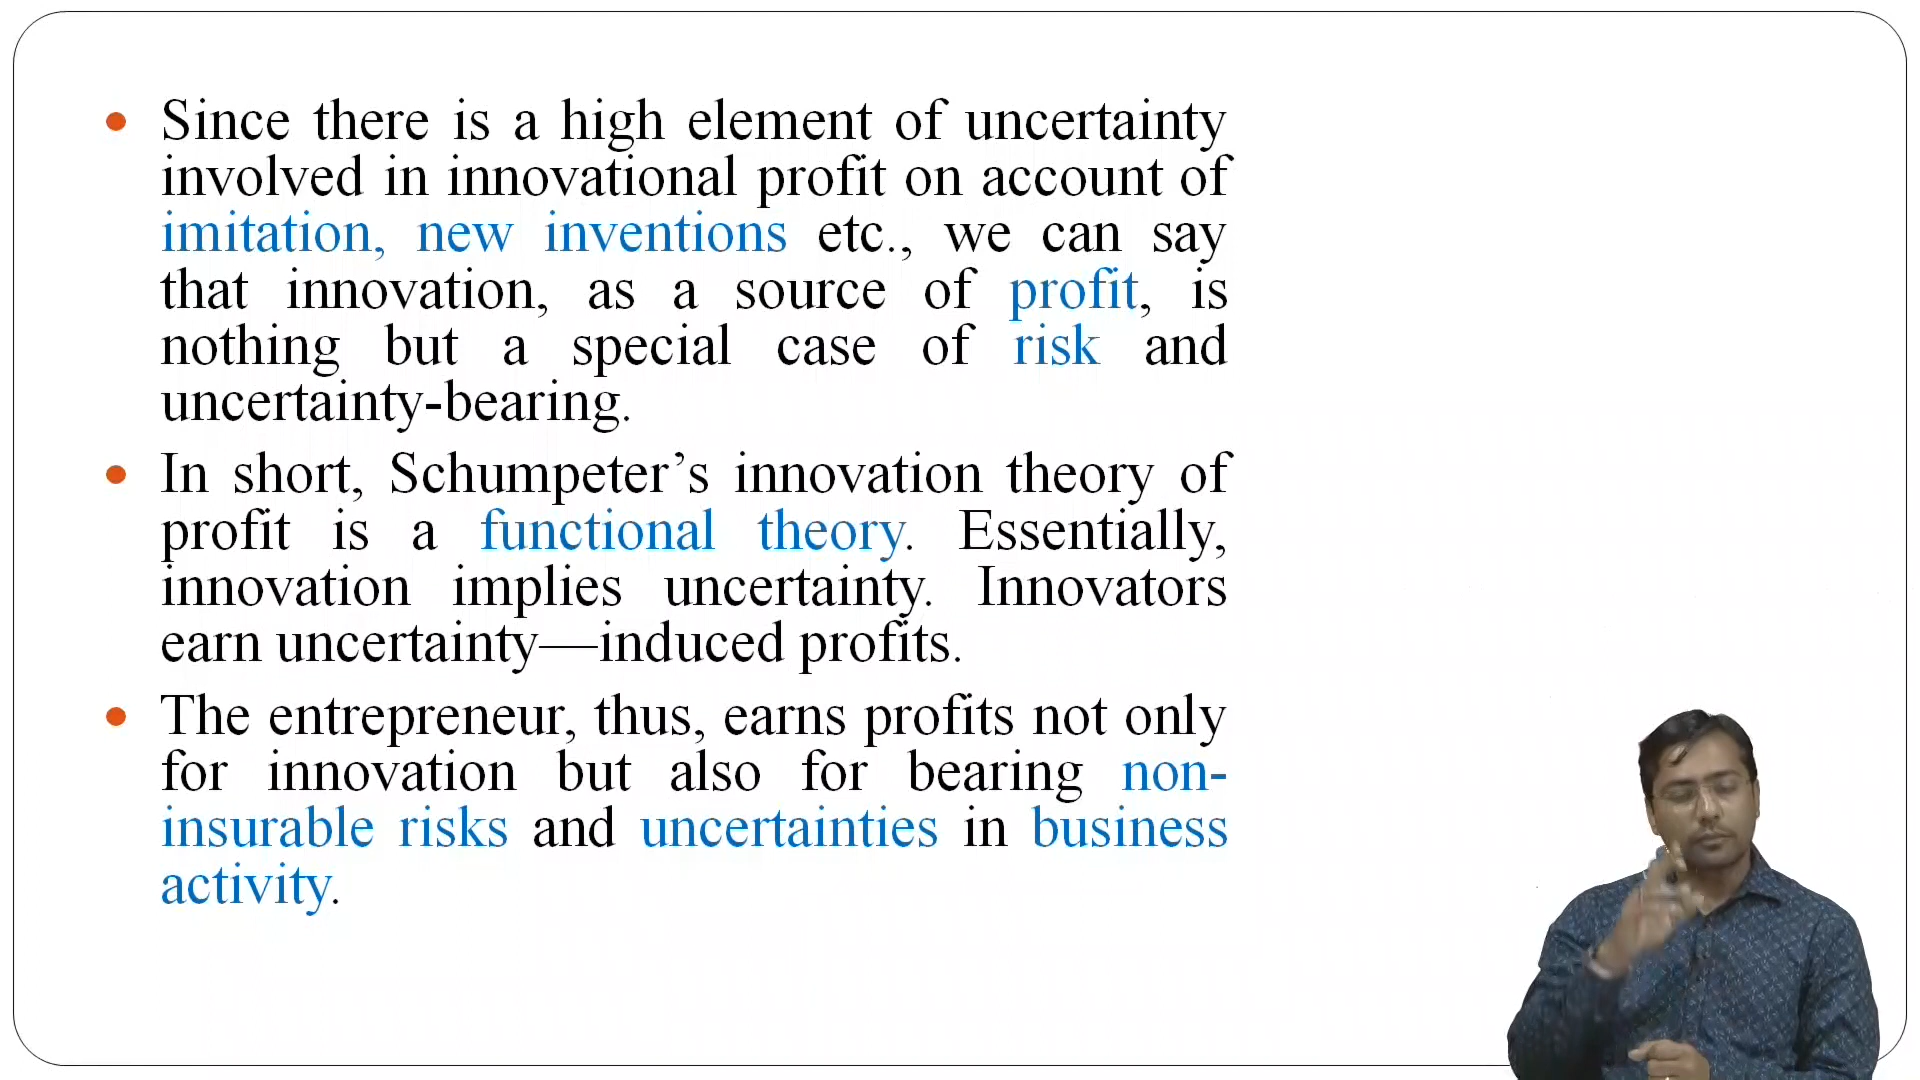 Since there is a high element of uncertainty
involved in innovational profit on account of
imitation, new inventions etc., we can say
that innovation, as a source of profit, is
nothing but a special case of risk and
uncertainty-bearing.
In short, Schumpeter’s innovation theory of
profit is a functional theory. Essentially,
innovation implies uncertainty. Innovators
earn uncertainty—induced profits.
The entrepreneur, thus, earns profits not only
for innovation but also for bearing non-
insurable risks and uncertainties in business
activity.